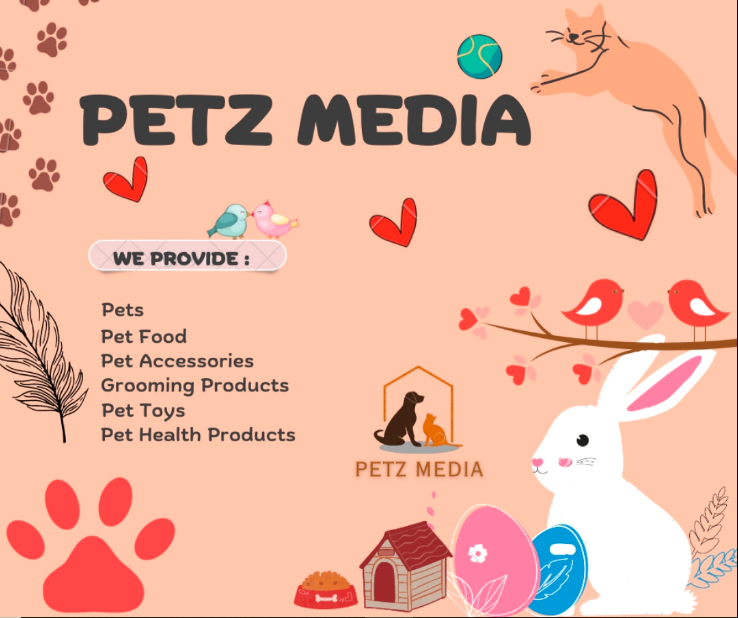 PETZ MEDIA
WE PROVIDE :
Pets
Pet Food
Pet Accessories
Grooming Products
Pet Toys
Pet Health Products
PETZ MEDIA